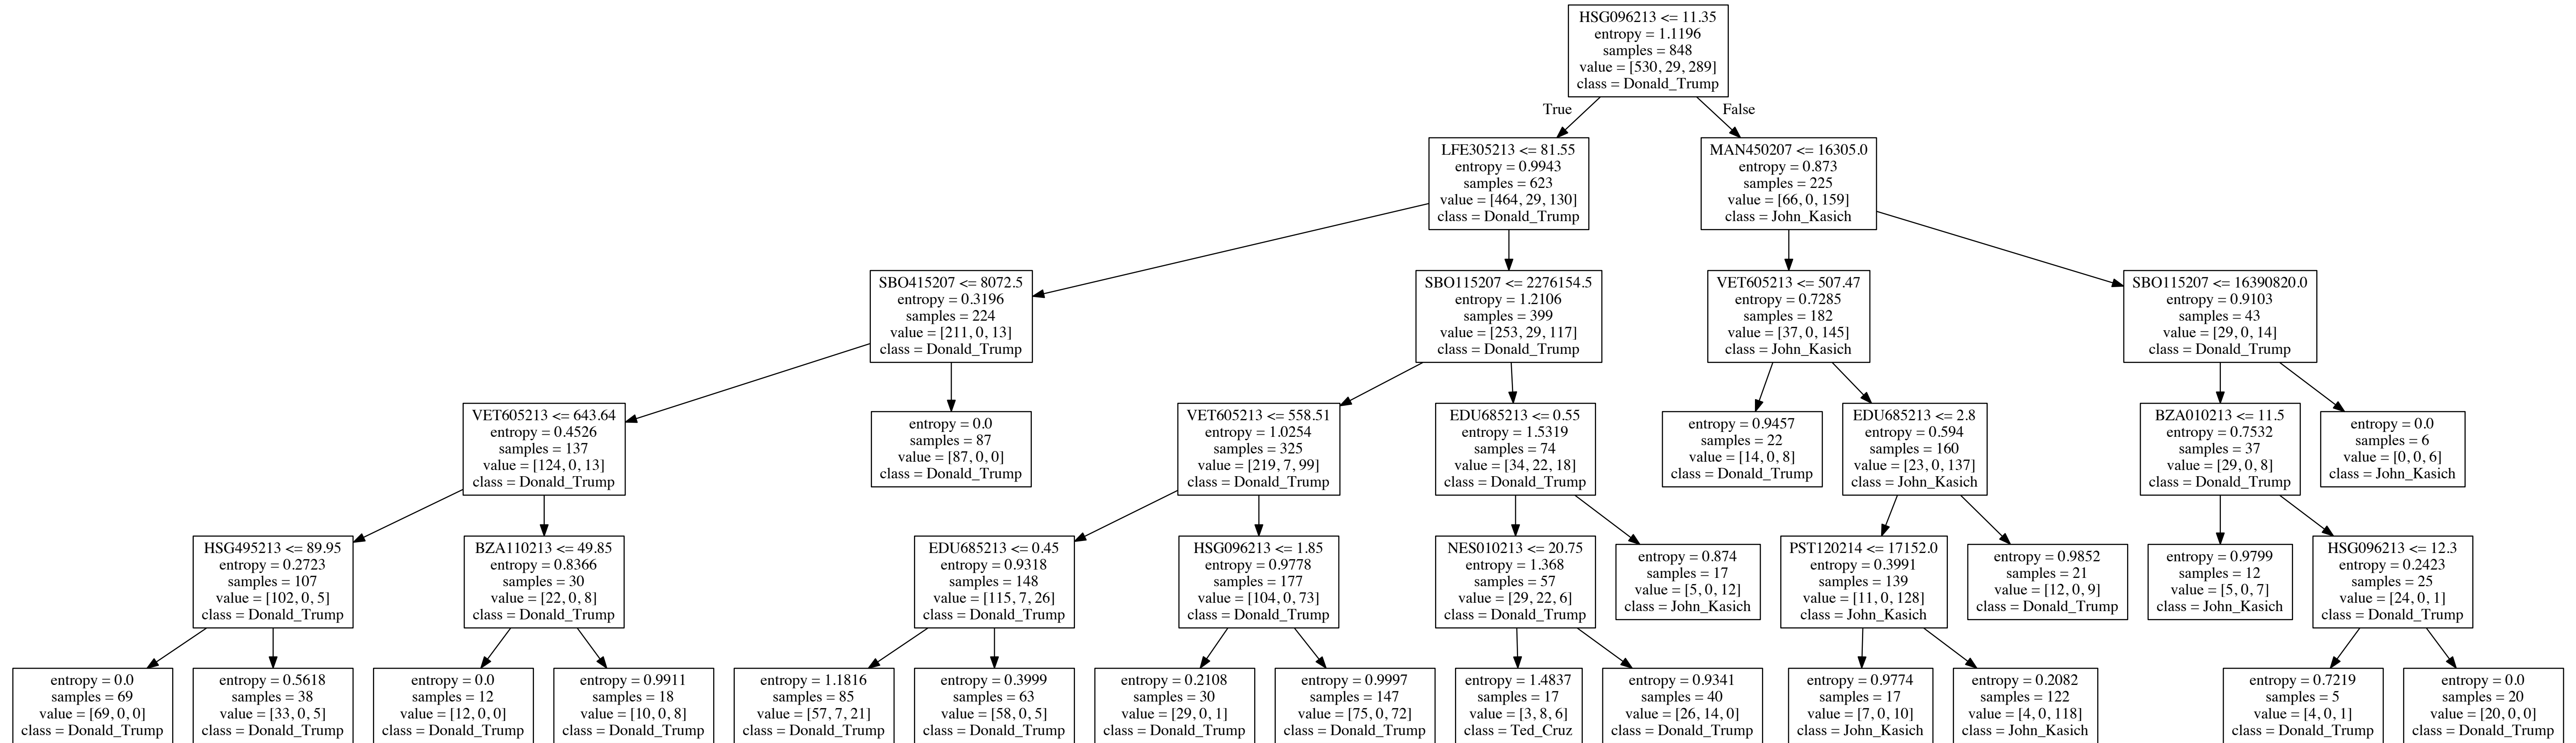 HSG096213 <= 11.35
entropy = 1.1196
samples = 848
value = [530, 29, 289]
class = Donald_Trump
True
False
LFE305213 <= 81.55
entropy = 0.9943
samples = 623
value = [464, 29, 130]
class = Donald_Trump
MAN450207 <= 16305.0
entropy = 0.873
samples = 225
value = [66, 0, 159]
class = John_Kasich
SBO415207 <= 8072.5
entropy = 0.3196
samples = 224
value = [211, 0, 13]
class = Donald_Trump
SBO115207 <= 2276154.5
entropy = 1.2106
samples = 399
value = [253, 29, 117]
class = Donald_Trump
VET605213 <= 507.47
entropy = 0.7285
samples = 182
value = [37, 0, 145]
class = John_Kasich
SBO115207 <= 16390820.0
entropy = 0.9103
samples = 43
value = [29, 0, 14]
class = Donald_Trump
VET605213 <= 643.64
entropy = 0.4526
samples = 137
value = [124, 0, 13]
class = Donald_Trump
entropy = 0.0
samples = 87
value = [87, 0, 0]
class = Donald_Trump
VET605213 <= 558.51
entropy = 1.0254
samples = 325
value = [219, 7, 99]
class = Donald_Trump
EDU685213 <= 0.55
entropy = 1.5319
samples = 74
value = [34, 22, 18]
class = Donald_Trump
entropy = 0.9457
samples = 22
value = [14, 0, 8]
class = Donald_Trump
EDU685213 <= 2.8
entropy = 0.594
samples = 160
value = [23, 0, 137]
class = John_Kasich
BZA010213 <= 11.5
entropy = 0.7532
samples = 37
value = [29, 0, 8]
class = Donald_Trump
entropy = 0.0
samples = 6
value = [0, 0, 6]
class = John_Kasich
HSG495213 <= 89.95
entropy = 0.2723
samples = 107
value = [102, 0, 5]
class = Donald_Trump
BZA110213 <= 49.85
entropy = 0.8366
samples = 30
value = [22, 0, 8]
class = Donald_Trump
EDU685213 <= 0.45
entropy = 0.9318
samples = 148
value = [115, 7, 26]
class = Donald_Trump
HSG096213 <= 1.85
entropy = 0.9778
samples = 177
value = [104, 0, 73]
class = Donald_Trump
NES010213 <= 20.75
entropy = 1.368
samples = 57
value = [29, 22, 6]
class = Donald_Trump
entropy = 0.874
samples = 17
value = [5, 0, 12]
class = John_Kasich
PST120214 <= 17152.0
entropy = 0.3991
samples = 139
value = [11, 0, 128]
class = John_Kasich
entropy = 0.9852
samples = 21
value = [12, 0, 9]
class = Donald_Trump
entropy = 0.9799
samples = 12
value = [5, 0, 7]
class = John_Kasich
HSG096213 <= 12.3
entropy = 0.2423
samples = 25
value = [24, 0, 1]
class = Donald_Trump
entropy = 0.0
samples = 69
value = [69, 0, 0]
class = Donald_Trump
entropy = 0.5618
samples = 38
value = [33, 0, 5]
class = Donald_Trump
entropy = 0.0
samples = 12
value = [12, 0, 0]
class = Donald_Trump
entropy = 0.9911
samples = 18
value = [10, 0, 8]
class = Donald_Trump
entropy = 1.1816
samples = 85
value = [57, 7, 21]
class = Donald_Trump
entropy = 0.3999
samples = 63
value = [58, 0, 5]
class = Donald_Trump
entropy = 0.2108
samples = 30
value = [29, 0, 1]
class = Donald_Trump
entropy = 0.9997
samples = 147
value = [75, 0, 72]
class = Donald_Trump
entropy = 1.4837
samples = 17
value = [3, 8, 6]
class = Ted_Cruz
entropy = 0.9341
samples = 40
value = [26, 14, 0]
class = Donald_Trump
entropy = 0.9774
samples = 17
value = [7, 0, 10]
class = John_Kasich
entropy = 0.2082
samples = 122
value = [4, 0, 118]
class = John_Kasich
entropy = 0.7219
samples = 5
value = [4, 0, 1]
class = Donald_Trump
entropy = 0.0
samples = 20
value = [20, 0, 0]
class = Donald_Trump